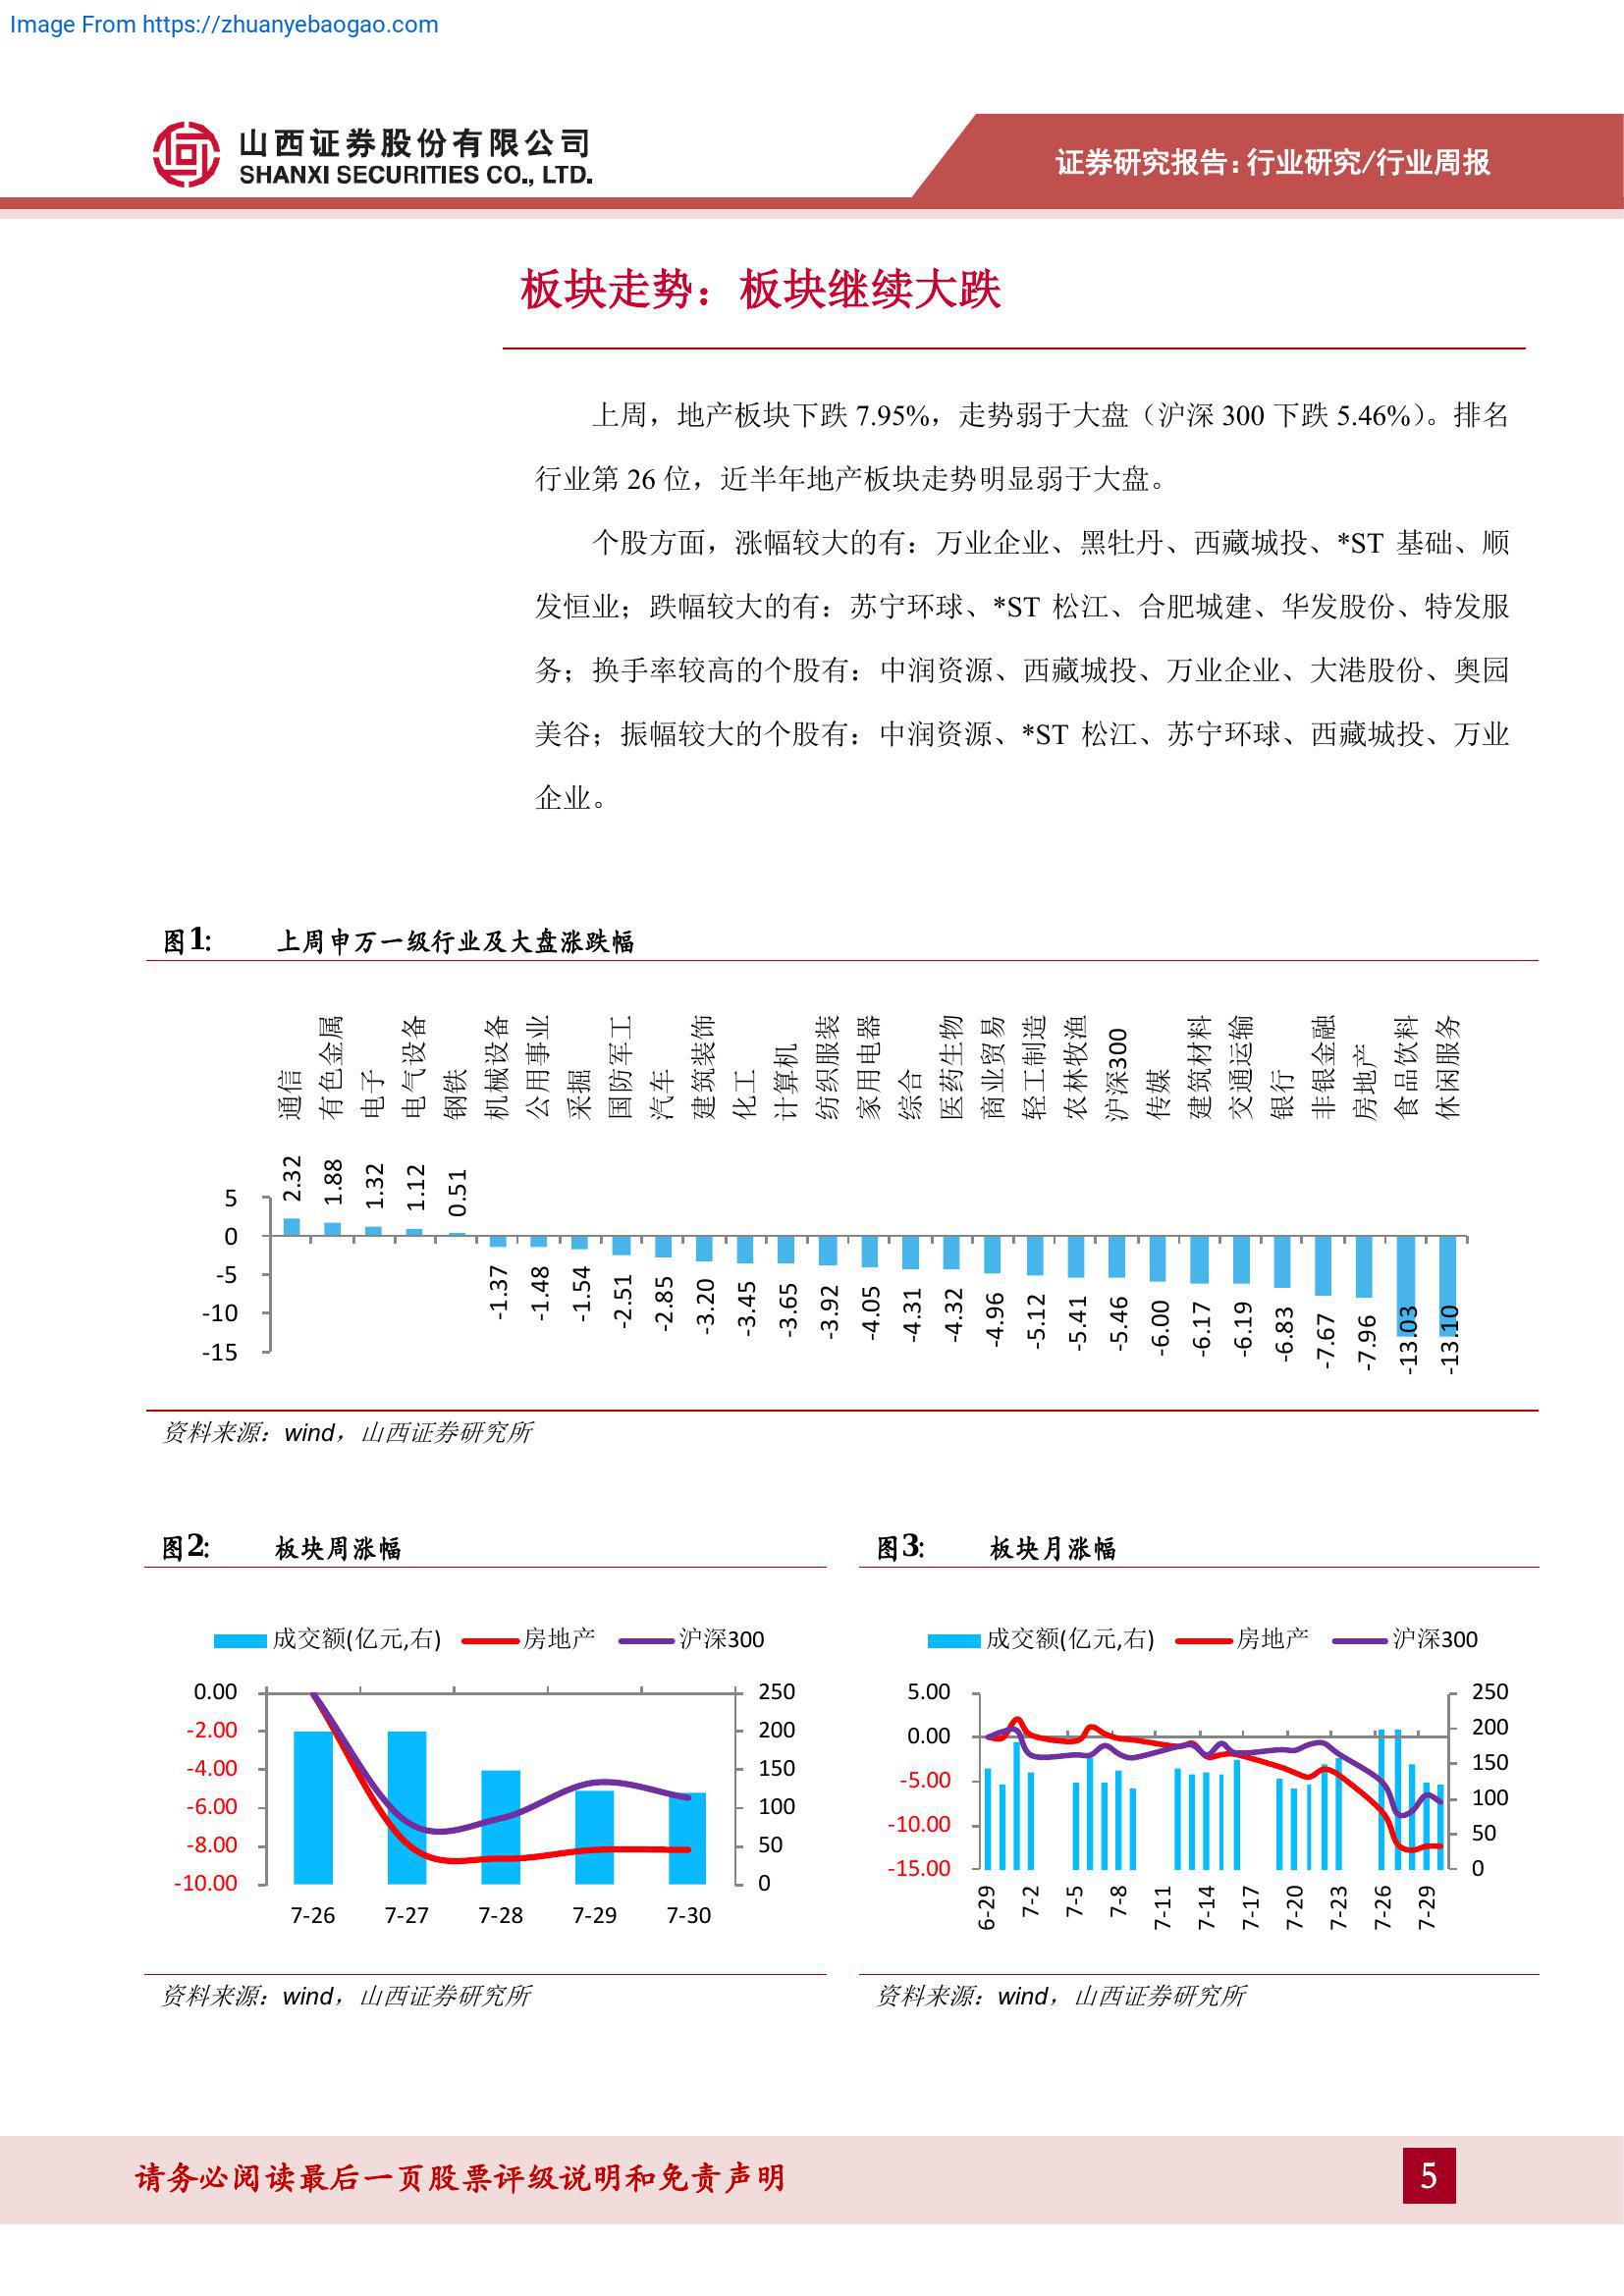 Image From https://zhuanyebaogao.com
山西证券股份有限公司
SHANXI SECURITIES CO., LTD.
证券研究报告:行业研究/行业周报
板块走势：板块继续大跌
上周，地产板块下跌 7.95%，走势弱于大盘（沪深 300 下跌 5.46%）。排名
行业第 26 位，近半年地产板块走势明显弱于大盘。
个股方面，涨幅较大的有：万业企业、黑牡丹、西藏城投、*ST 基础、顺
发恒业；跌幅较大的有：苏宁环球、*ST 松江、合肥城建、华发股份、特发服
务；换手率较高的个股有：中润资源、西藏城投、万业企业、大港股份、奥园
美谷；振幅较大的个股有：中润资源、*ST 松江、苏宁环球、西藏城投、万业
企业。
图1: 上周申万一级行业及大盘涨跌幅
通信 有色金属 电子 电气设备 钢铁 机械设备 公用事业 采掘 国防军工 汽车 建筑装饰 化工 计算机 纺织服装 家用电器 综合 医药生物 商业贸易 轻工制造 农林牧渔 沪深300 传媒 建筑材料 交通运输 银行 非银金融 房地产 食品饮料 休闲服务
2.32 1.88 1.32 1.12 0.51 -1.37 -1.48 -1.54 -2.51 -2.85 -3.20 -3.45 -3.65 -3.92 -4.05 -4.31 -4.32 -4.96 -5.12 -5.41 -5.46 -6.00 -6.17 -6.19 -6.83 -7.67 -7.96 -13.03 -13.10
5
0
-5
-10
-15
资料来源：wind，山西证券研究所
图2: 板块周涨幅
成交额(亿元,右) 房地产 沪深300
0.00 250
-2.00 200
-4.00 150
-6.00 100
-8.00 50
-10.00 0
7-26 7-27 7-28 7-29 7-30
资料来源：wind，山西证券研究所
图3: 板块月涨幅
成交额(亿元,右) 房地产 沪深300
5.00 250
0.00 200
-5.00 150
-10.00 100
-15.00 50
0
6-29 7-2 7-5 7-8 7-11 7-14 7-17 7-20 7-23 7-26 7-29
资料来源：wind，山西证券研究所
请务必阅读最后一页股票评级说明和免责声明
5